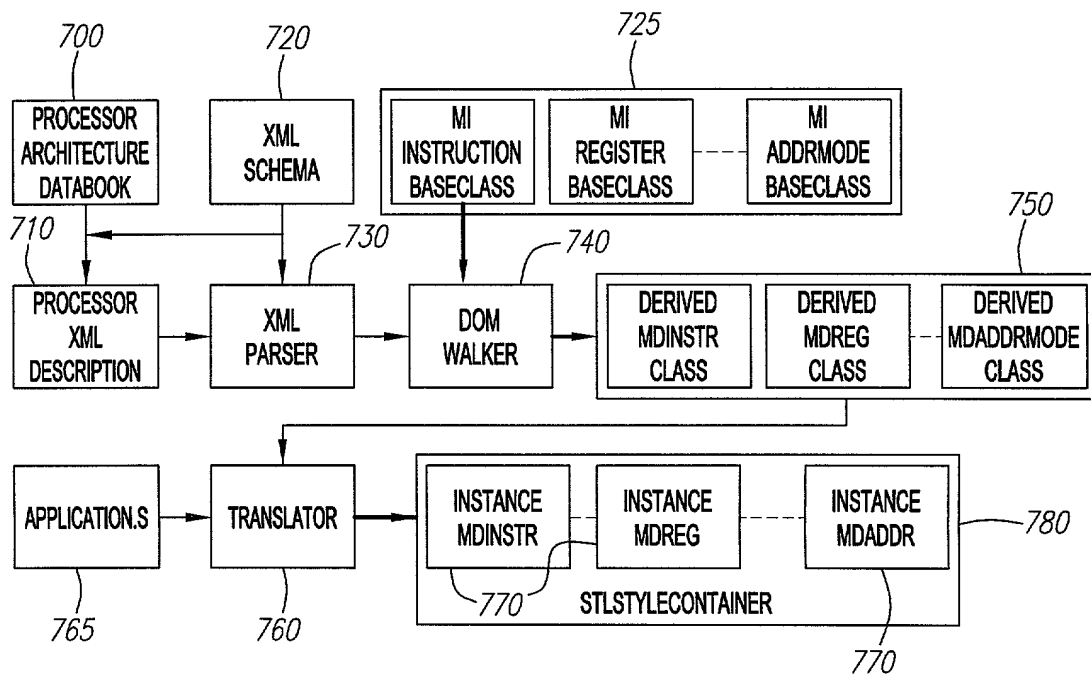 700
720
725
PROCESSOR
ARCHITECTURE
DATABOOK
XML
SCHEMA
MI
INSTRUCTION
BASECLASS
MI
REGISTER
BASECLASS
MI
ADDRMODE
BASECLASS
710
730
740
750
PROCESSOR
XML
DESCRIPTION
XML
PARSER
DOM
WALKER
DERIVED
MDINSTR
CLASS
DERIVED
MDREG
CLASS
DERIVED
MDADDRMODE
CLASS
APPLICATION.S
TRANSLATOR
INSTANCE
MDINSTR
INSTANCE
MDREG
INSTANCE
MDADDR
780
770
STLSTYLECONTAINER
765
760
770